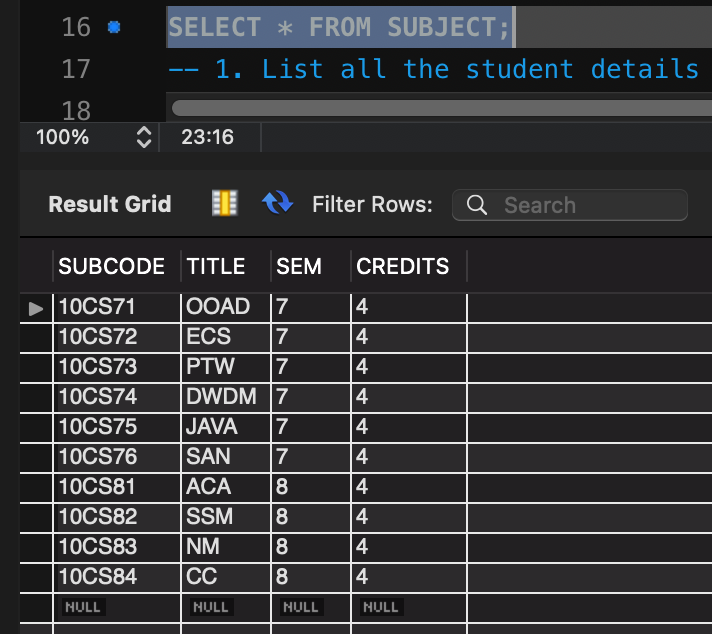 16 SELECT * FROM SUBJECT;
17 -- 1. List all the student details
18
100% 23:16
Result Grid Filter Rows: Search
SUBCODE TITLE SEM CREDITS
10CS71 OOAD 7 4
10CS72 ECS 7 4
10CS73 PTW 7 4
10CS74 DWDM 7 4
10CS75 JAVA 7 4
10CS76 SAN 7 4
10CS81 ACA 8 4
10CS82 SSM 8 4
10CS83 NM 8 4
10CS84 CC 8 4
NULL NULL NULL NULL